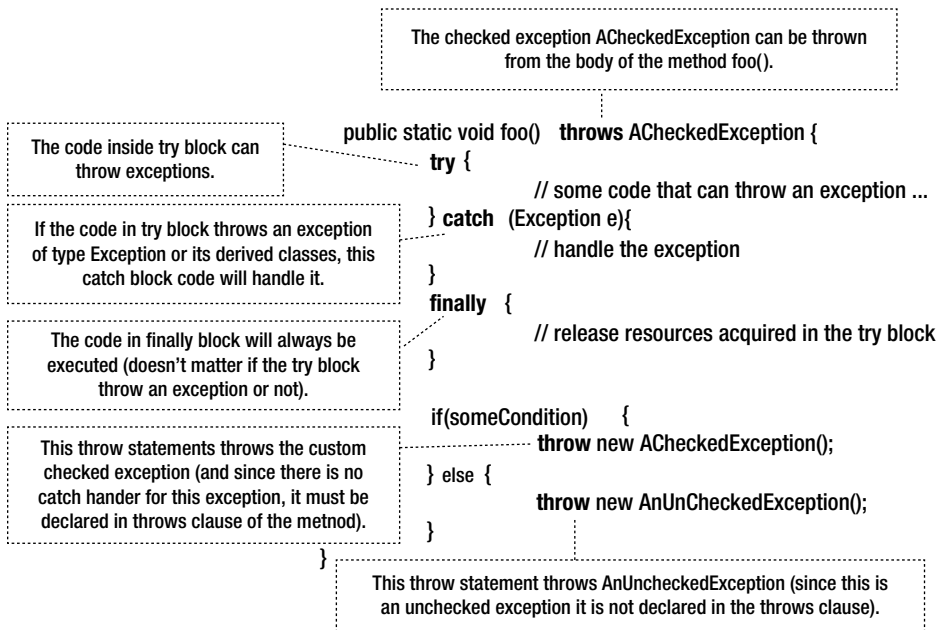 The checked exception ACheckedException can be thrown
from the body of the method foo().
public static void foo() throws ACheckedException {
The code inside try block can
throw exceptions.
try {
// some code that can throw an exception ...
} catch (Exception e){
If the code in try block throws an exception
of type Exception or its derived classes, this
catch block code will handle it.
// handle the exception
}
finally {
// release resources acquired in the try block
The code in finally block will always be
executed (doesn't matter if the try block
throw an exception or not).
}
if(someCondition) {
throw new ACheckedException();
This throw statements throws the custom
checked exception (and since there is no
catch hander for this exception, it must be
declared in throws clause of the metnod).
} else {
throw new AnUnCheckedException();
}
}
This throw statement throws AnUncheckedException (since this is
an unchecked exception it is not declared in the throws clause).